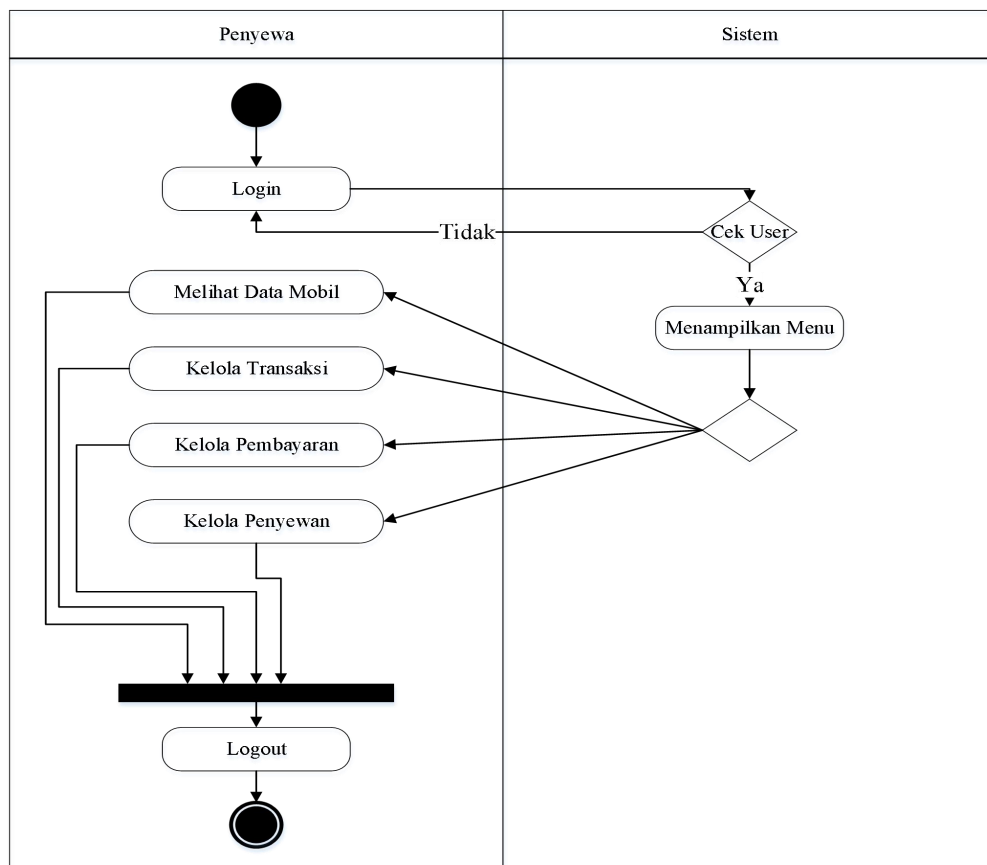 Penyewa
Sistem
Login
Cek User
Tidak
Ya
Melihat Data Mobil
Menampilkan Menu
Kelola Transaksi
Kelola Pembayaran
Kelola Penyewan
Logout